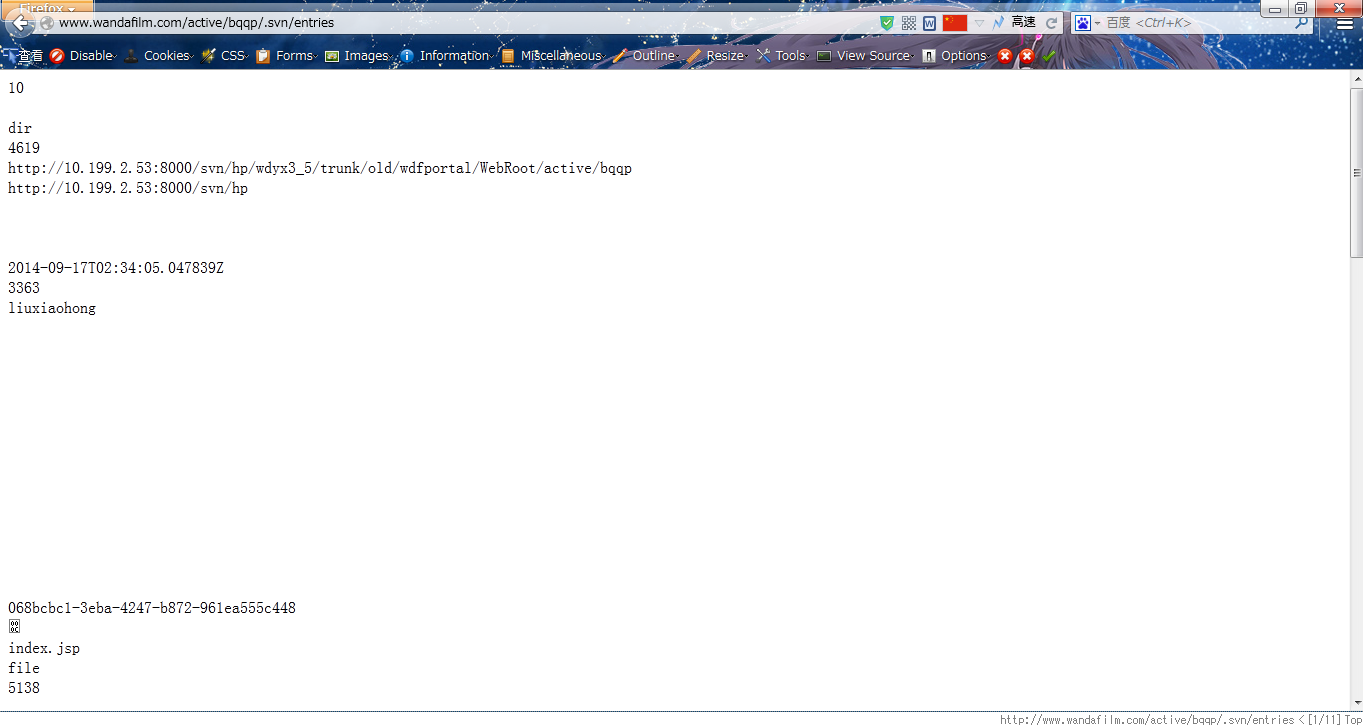 Firefox
www.wandafilm.com/active/bqqp/.svn/entries
高速
百度 <Ctrl+K>
查看 Disable Cookies CSS Forms Images Information Miscellaneous Outline Resize Tools View Source Options
10
dir
4619
http://10.199.2.53:8000/svn/hp/wdyx3_5/trunk/old/wdfportal/WebRoot/active/bqqp
http://10.199.2.53:8000/svn/hp
2014-09-17T02:34:05.047839Z
3363
liuxiaohong
068bcbc1-3eba-4247-b872-961ea555c448
index.jsp
file
5138
http://www.wandafilm.com/active/bqqp/.svn/entries < [1/11] Top